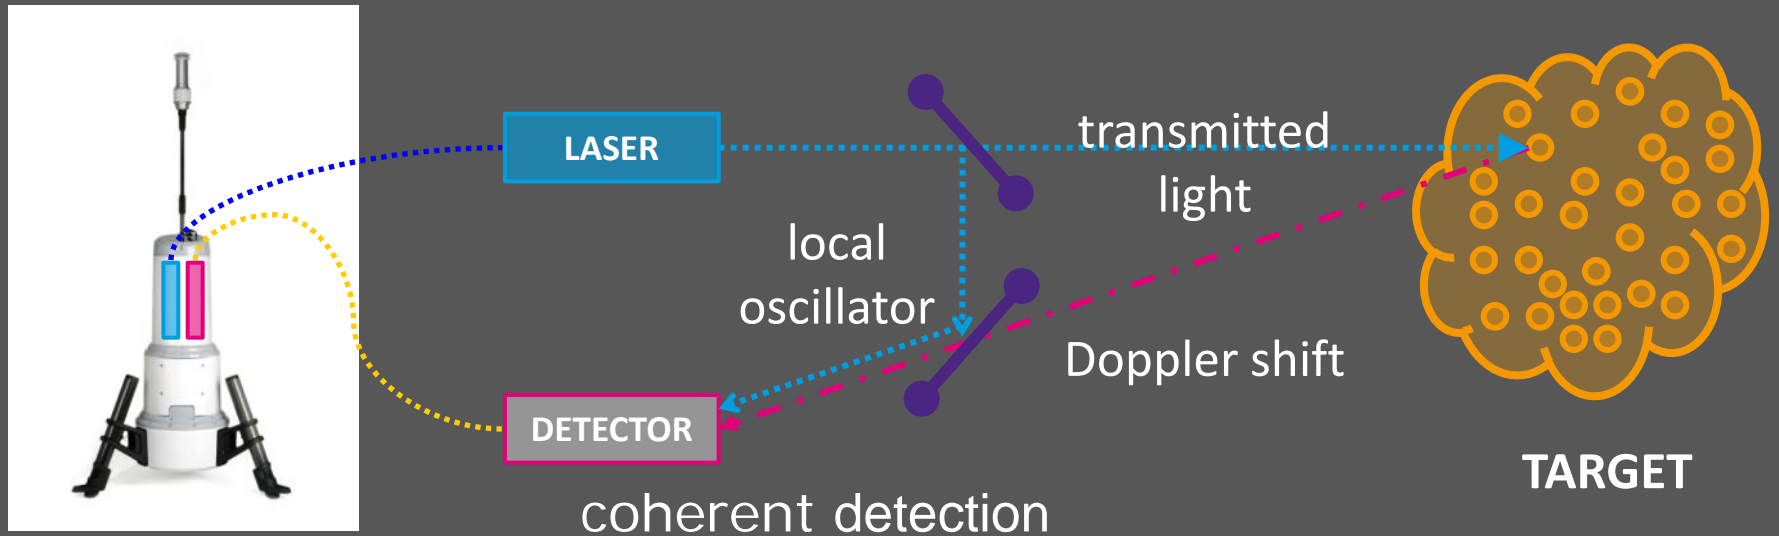 LASER
transmitted
light
local
oscillator
Doppler shift
DETECTOR
TARGET
coherent detection